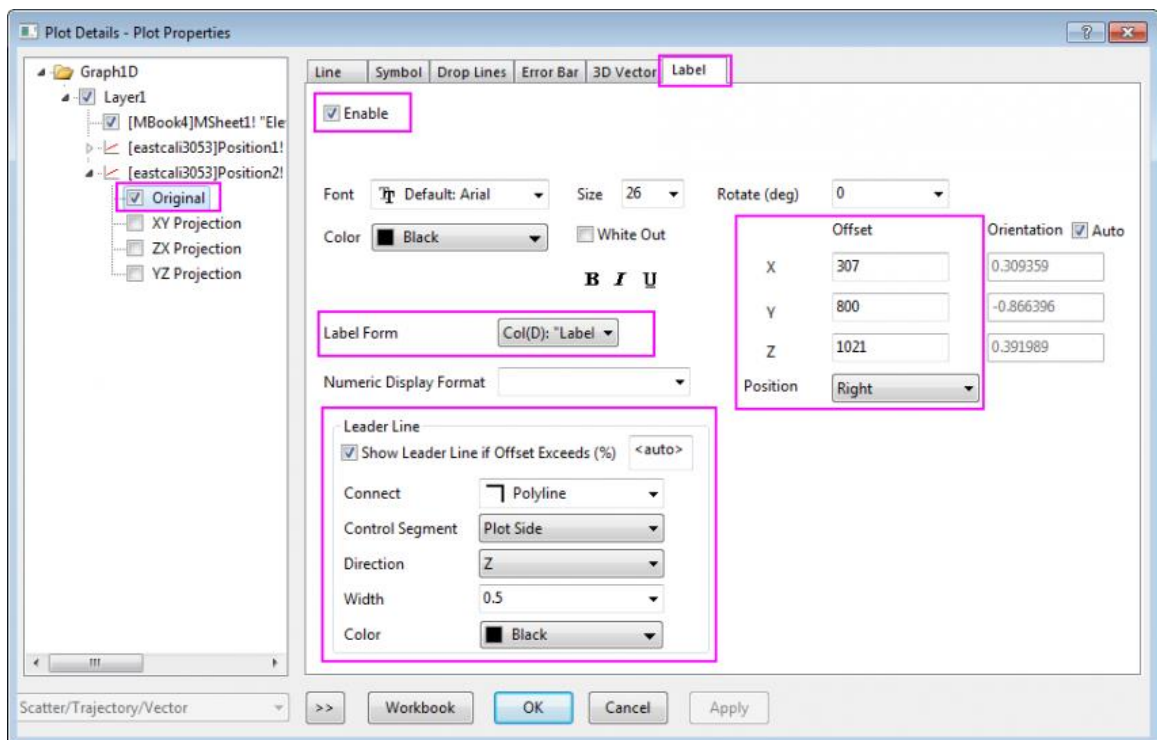 Plot Details - Plot Properties
Graph1D
Layer1
[MBook4]MSheet1! "Ele
[eastcali3053]Position1!
[eastcali3053]Position2!
Original
XY Projection
ZX Projection
YZ Projection
Line Symbol Drop Lines Error Bar 3D Vector Label
Enable
Font Default: Arial Size 26 Rotate (deg) 0
Color Black White Out Offset Orientation Auto
X 307 0.309359
B I U
Y 800 -0.866396
Label Form Col(D): "Label
Z 1021 0.391989
Numeric Display Format Position Right
Leader Line
Show Leader Line if Offset Exceeds (%) <auto>
Connect Polyline
Control Segment Plot Side
Direction Z
Width 0.5
Color Black
Scatter/Trajectory/Vector >> Workbook OK Cancel Apply